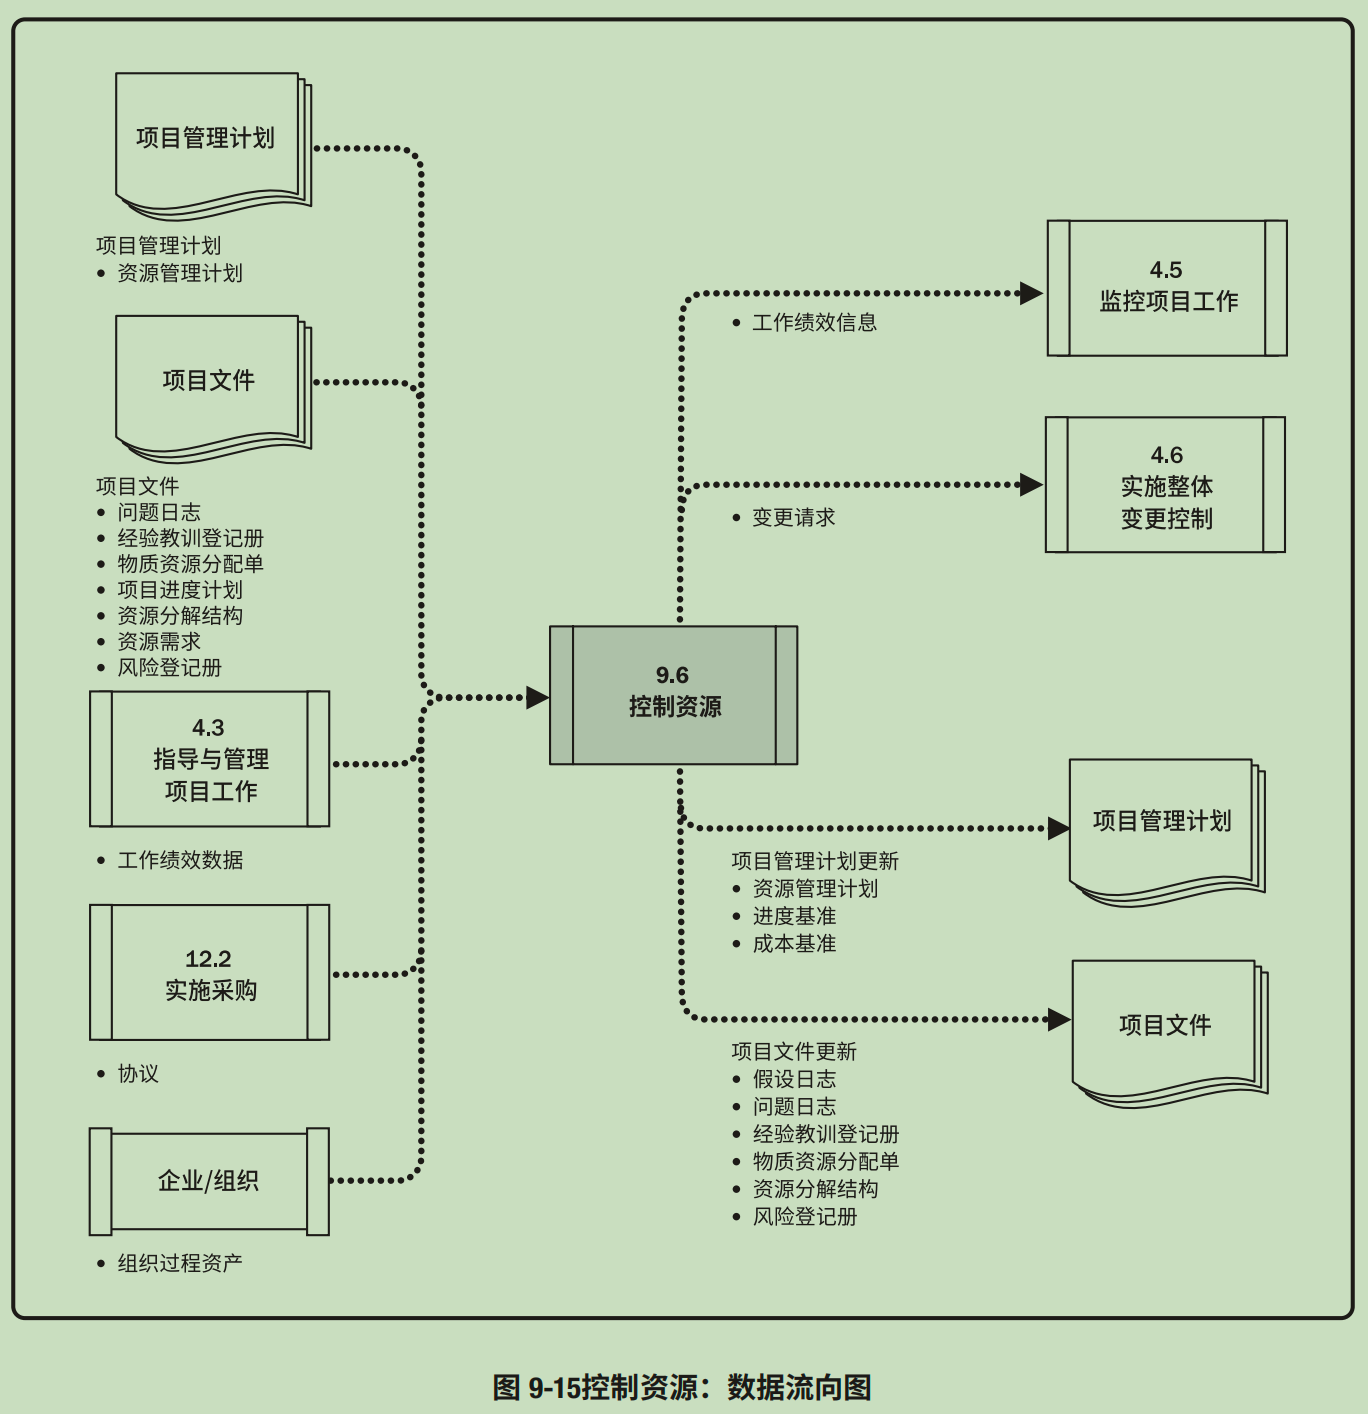 项目管理计划
项目管理计划
• 资源管理计划
项目文件
项目文件
• 问题日志
• 经验教训登记册
• 物质资源分配单
• 项目进度计划
• 资源分解结构
• 资源需求
• 风险登记册
4.3
指导与管理
项目工作
• 工作绩效数据
12.2
实施采购
• 协议
企业/组织
• 组织过程资产
9.6
控制资源
4.5
监控项目工作
• 工作绩效信息
4.6
实施整体
变更控制
• 变更请求
项目管理计划
项目管理计划更新
• 资源管理计划
• 进度基准
• 成本基准
项目文件
项目文件更新
• 假设日志
• 问题日志
• 经验教训登记册
• 物质资源分配单
• 资源分解结构
• 风险登记册
图 9-15控制资源：数据流向图